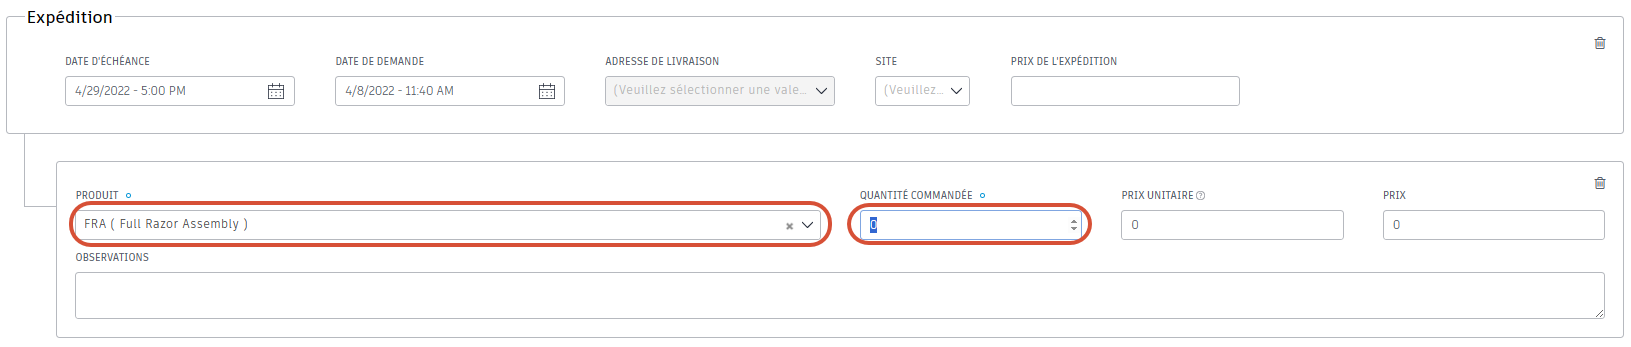 Expédition
DATE D'ÉCHÉANCE DATE DE DEMANDE ADRESSE DE LIVRAISON SITE PRIX DE L'EXPÉDITION
4/29/2022 - 5:00 PM 4/8/2022 - 11:40 AM (Veuillez sélectionner une vale... (Veuillez...
PRODUIT QUANTITÉ COMMANDÉE PRIX UNITAIRE ? PRIX
FRA ( Full Razor Assembly ) 0 0 0
OBSERVATIONS